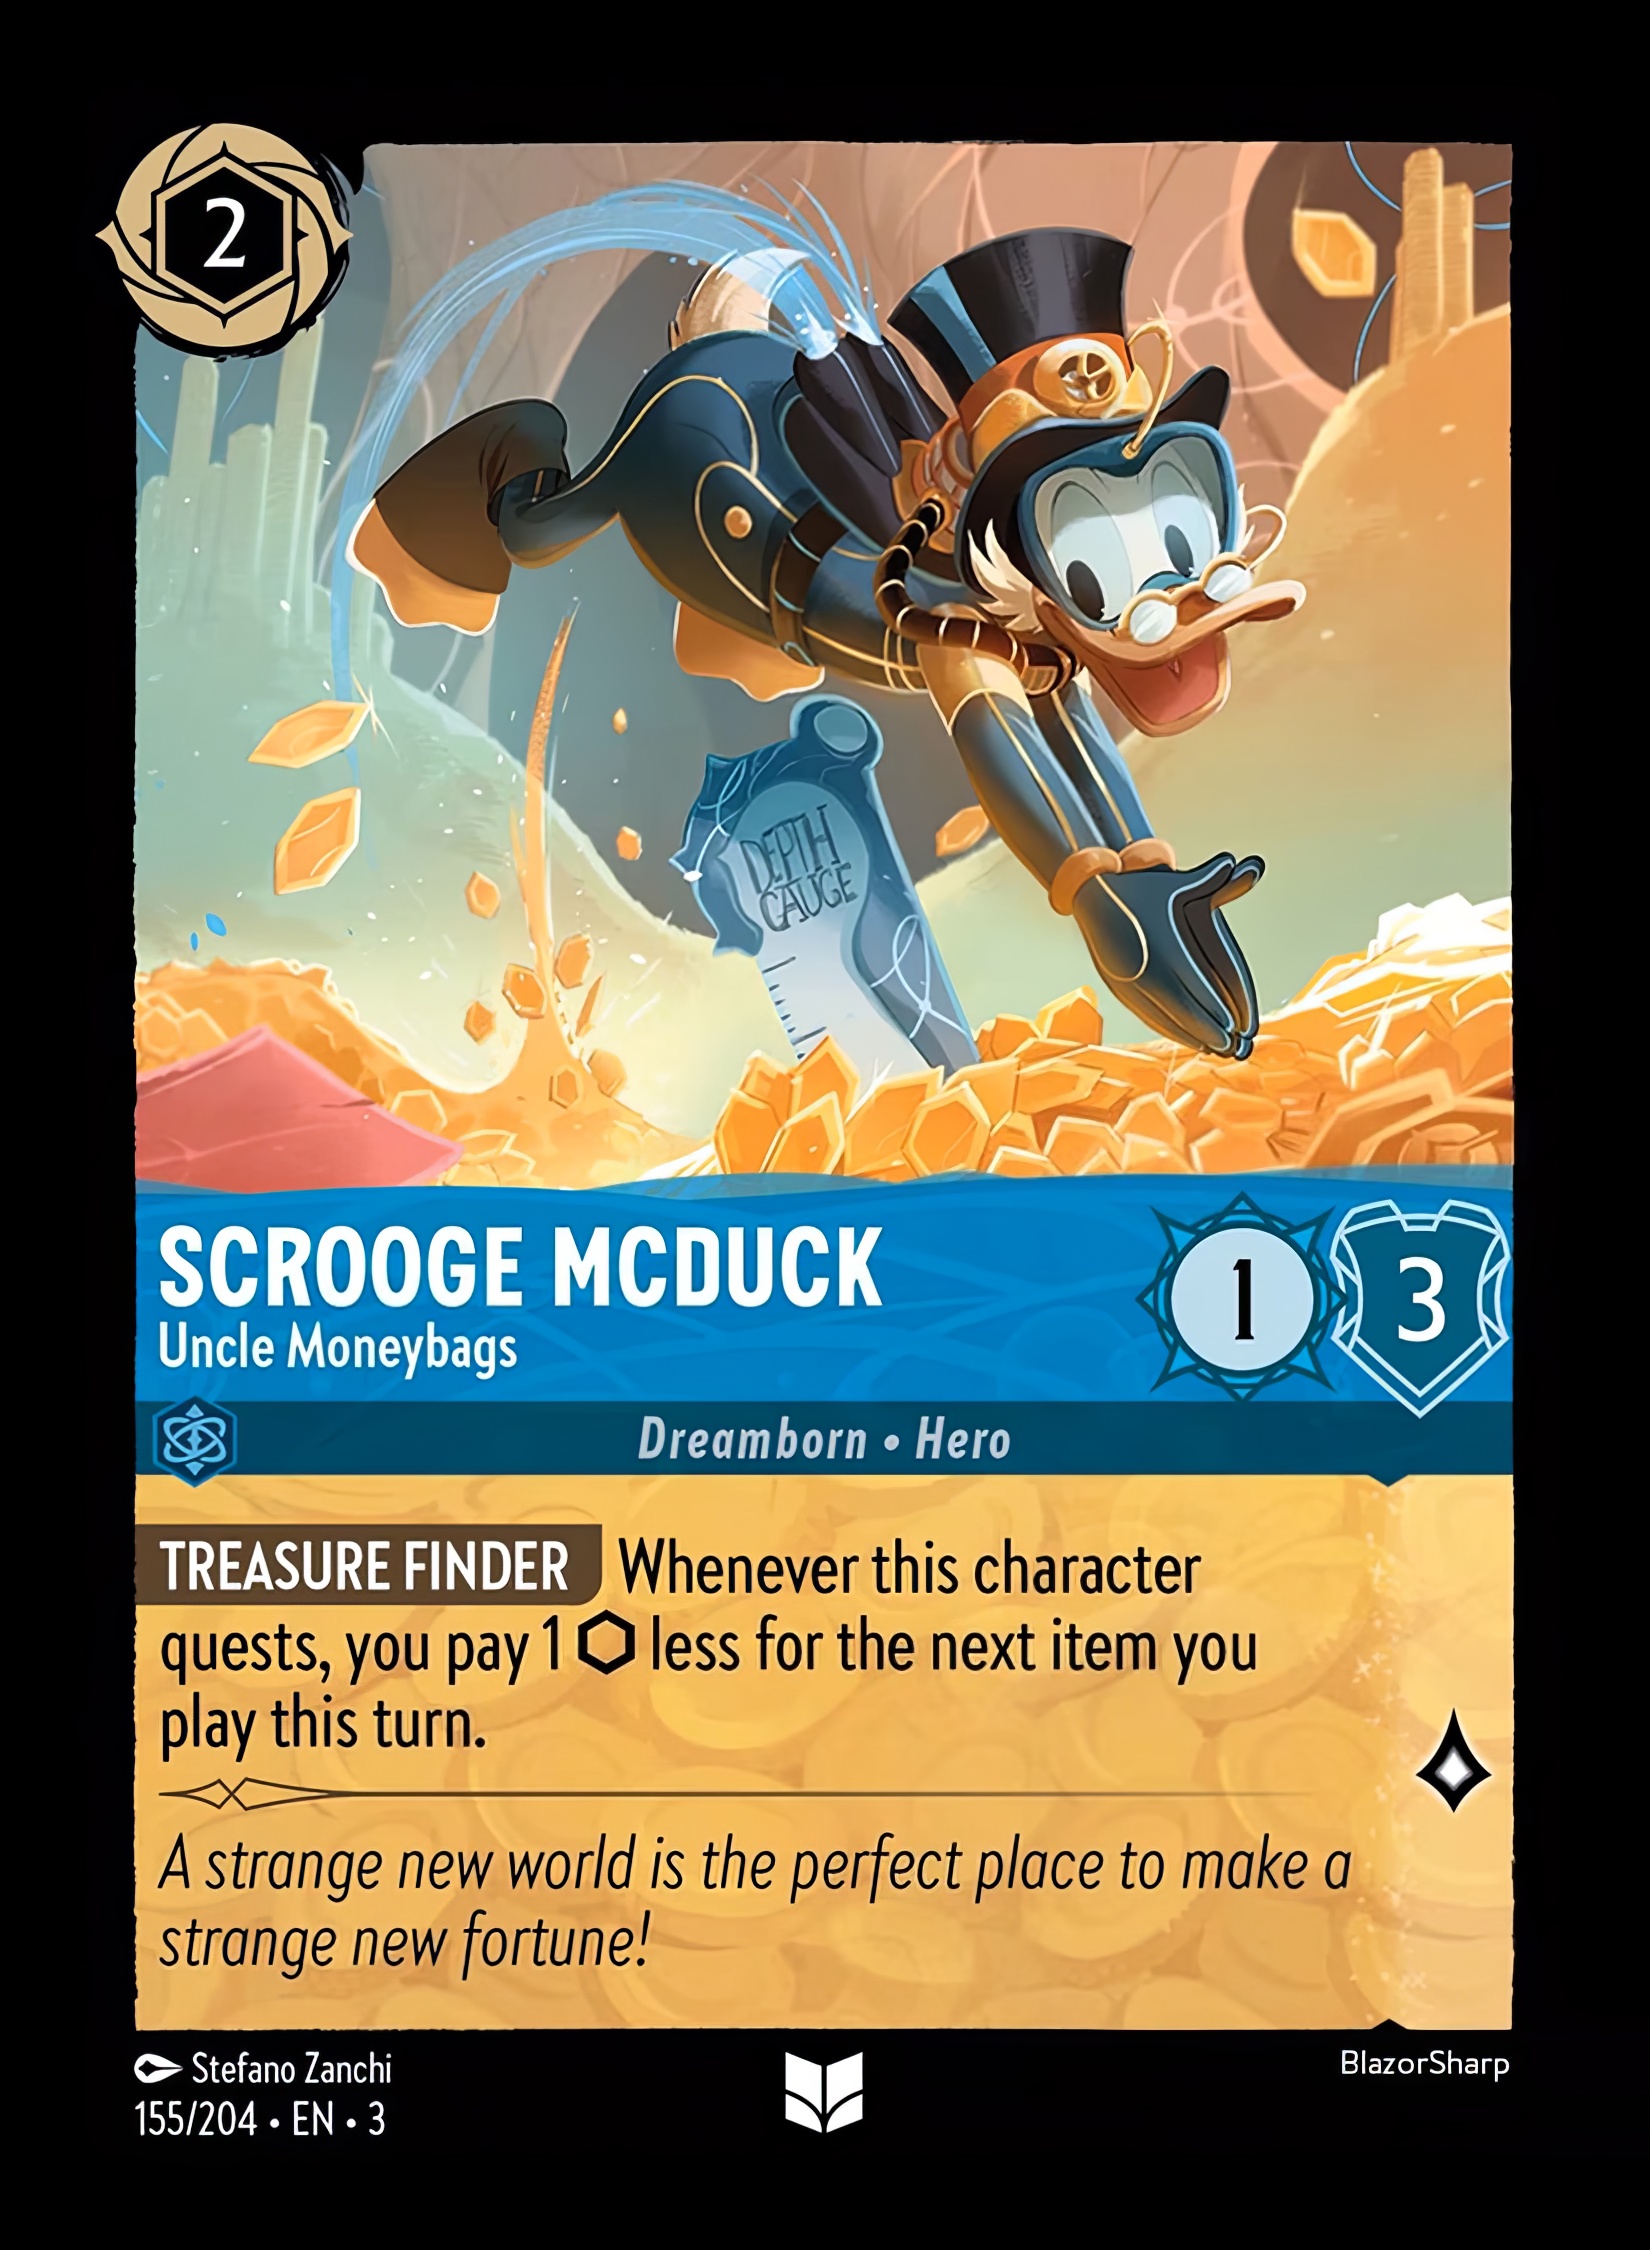 2
DEPTH
GAUGE
SCROOGE MCDUCK
Uncle Moneybags
1
3
Dreamborn • Hero
TREASURE FINDER Whenever this character
quests, you pay 1 ⬡ less for the next item you
play this turn.
A strange new world is the perfect place to make a
strange new fortune!
Stefano Zanchi
BlazorSharp
155/204 • EN • 3